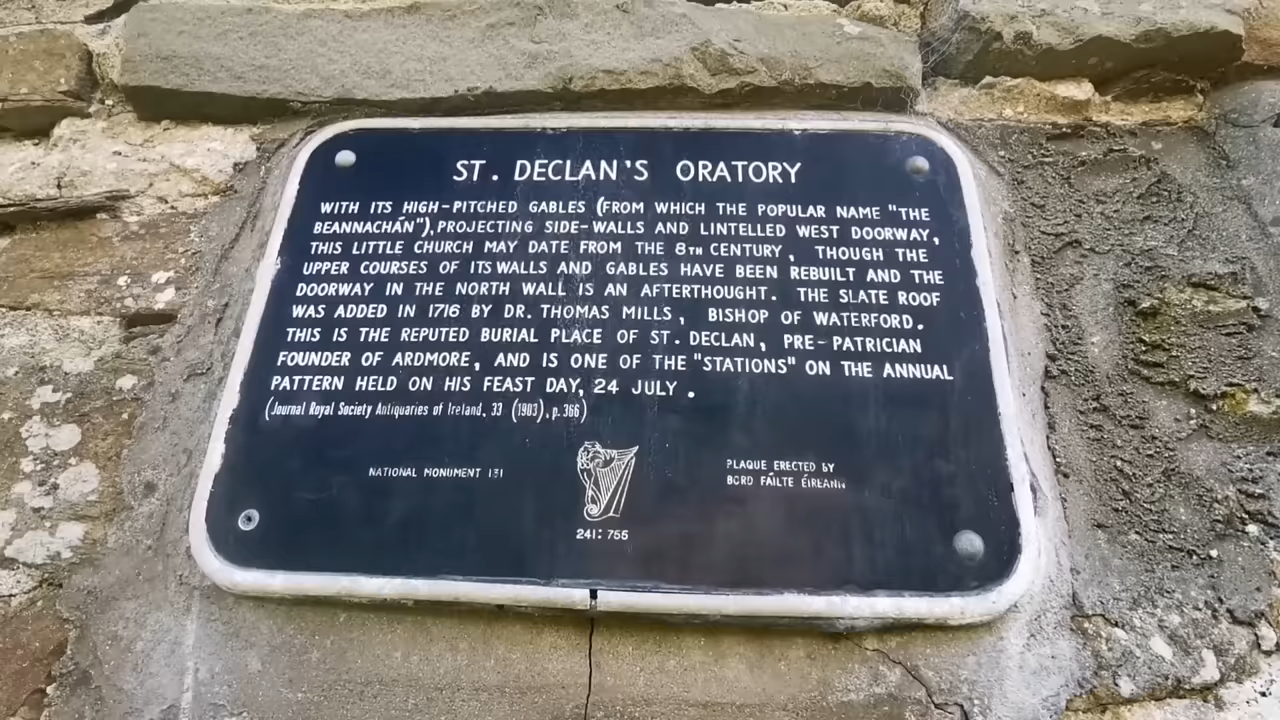 ST. DECLAN'S ORATORY
WITH ITS HIGH-PITCHED GABLES (FROM WHICH THE POPULAR NAME "THE
BEANNACHÁN"), PROJECTING SIDE-WALLS AND LINTELLED WEST DOORWAY,
THIS LITTLE CHURCH MAY DATE FROM THE 8TH CENTURY, THOUGH THE
UPPER COURSES OF ITS WALLS AND GABLES HAVE BEEN REBUILT AND THE
DOORWAY IN THE NORTH WALL IS AN AFTERTHOUGHT. THE SLATE ROOF
WAS ADDED IN 1716 BY DR. THOMAS MILLS, BISHOP OF WATERFORD.
THIS IS THE REPUTED BURIAL PLACE OF ST. DECLAN, PRE-PATRICIAN
FOUNDER OF ARDMORE, AND IS ONE OF THE "STATIONS" ON THE ANNUAL
PATTERN HELD ON HIS FEAST DAY, 24 JULY.
(Journal Royal Society Antiquaries of Ireland, 33 (1903), p. 366)
NATIONAL MONUMENT 131
PLAQUE ERECTED BY
BORD FÁILTE ÉIREANN
241: 755